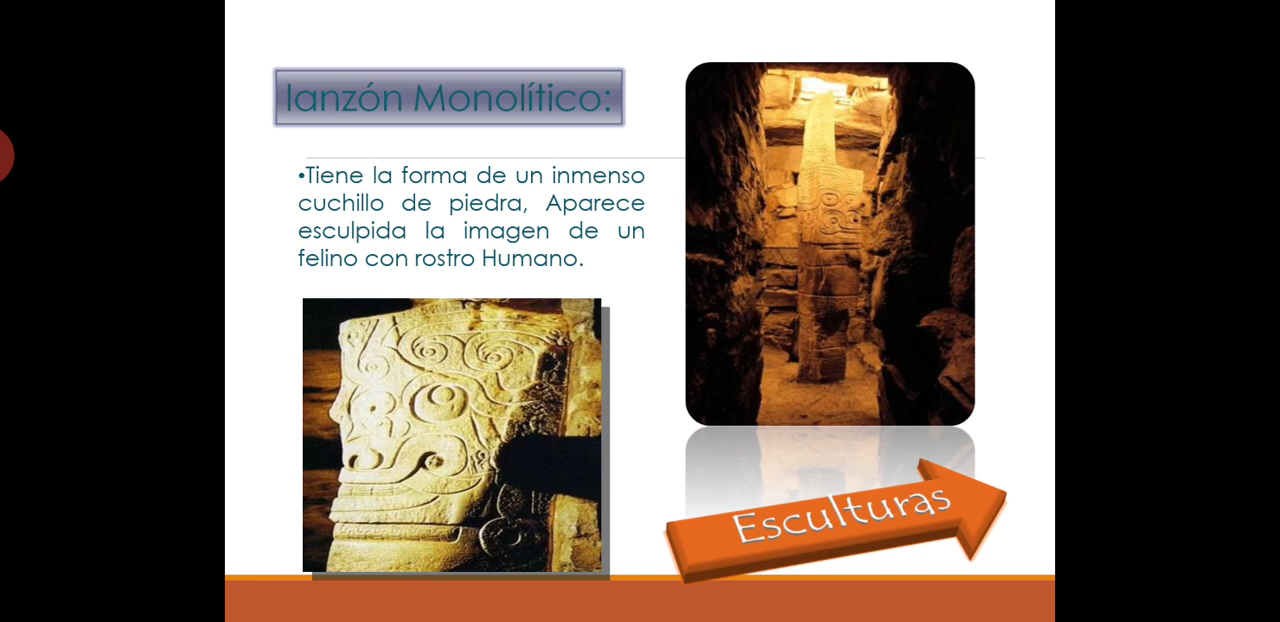 lanzón Monolítico:
•Tiene la forma de un inmenso
cuchillo de piedra, Aparece
esculpida la imagen de un
felino con rostro Humano.
Esculturas